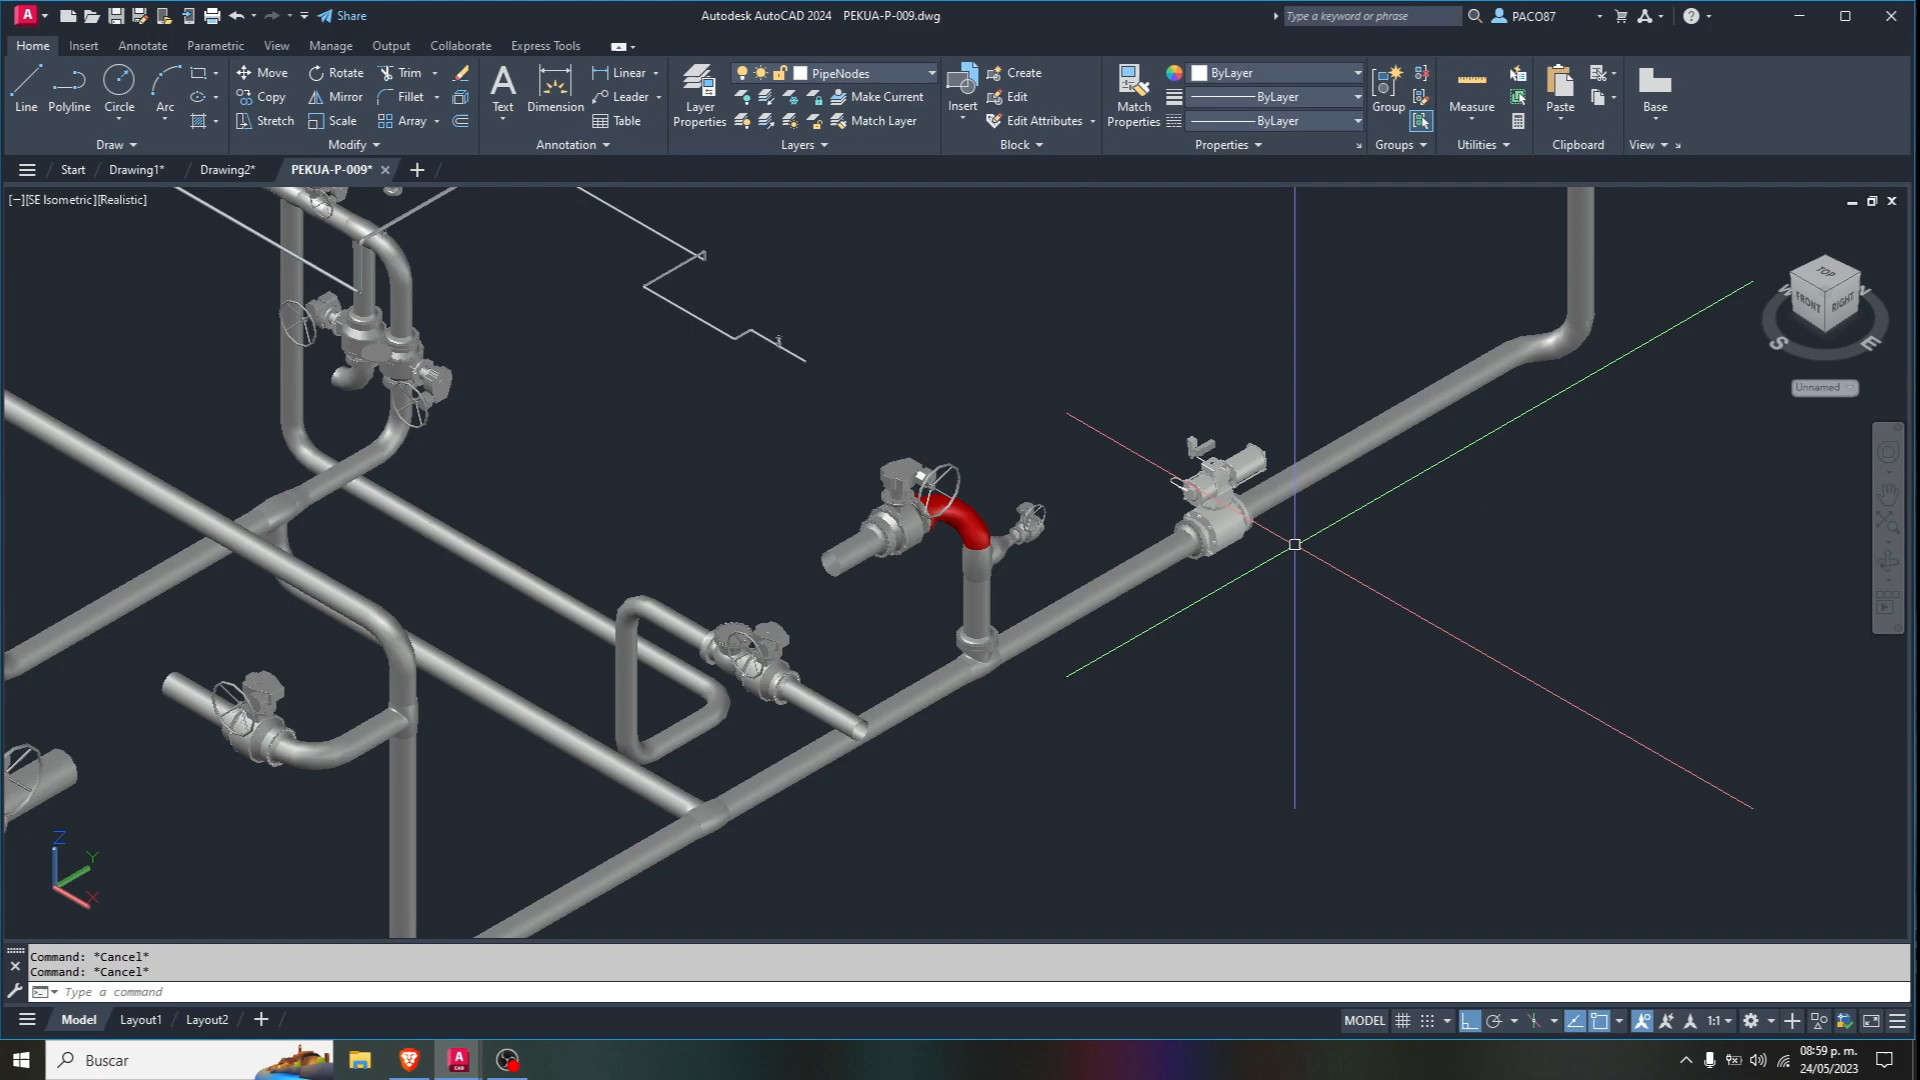 Share
Autodesk AutoCAD 2024 PEKUA-P-009.dwg
Type a keyword or phrase
PACO87
Home Insert Annotate Parametric View Manage Output Collaborate Express Tools
Line Polyline Circle Arc
Move Rotate Trim
Copy Mirror Fillet
Stretch Scale Array
Text Dimension
Linear
Leader
Table
Layer Properties
PipeNodes
Make Current
Match Layer
Insert
Create
Edit
Edit Attributes
Match Properties
ByLayer
ByLayer
ByLayer
Group
Measure
Paste
Base
Draw Modify Annotation Layers Block Properties Groups Utilities Clipboard View
Start Drawing1* Drawing2* PEKUA-P-009*
[−][SE Isometric][Realistic]
TOP
FRONT RIGHT
S E
Unnamed
Z
Y
X
Command: *Cancel*
Command: *Cancel*
Type a command
Model Layout1 Layout2
MODEL
1:1
Buscar
CAD
08:59 p. m.
24/05/2023